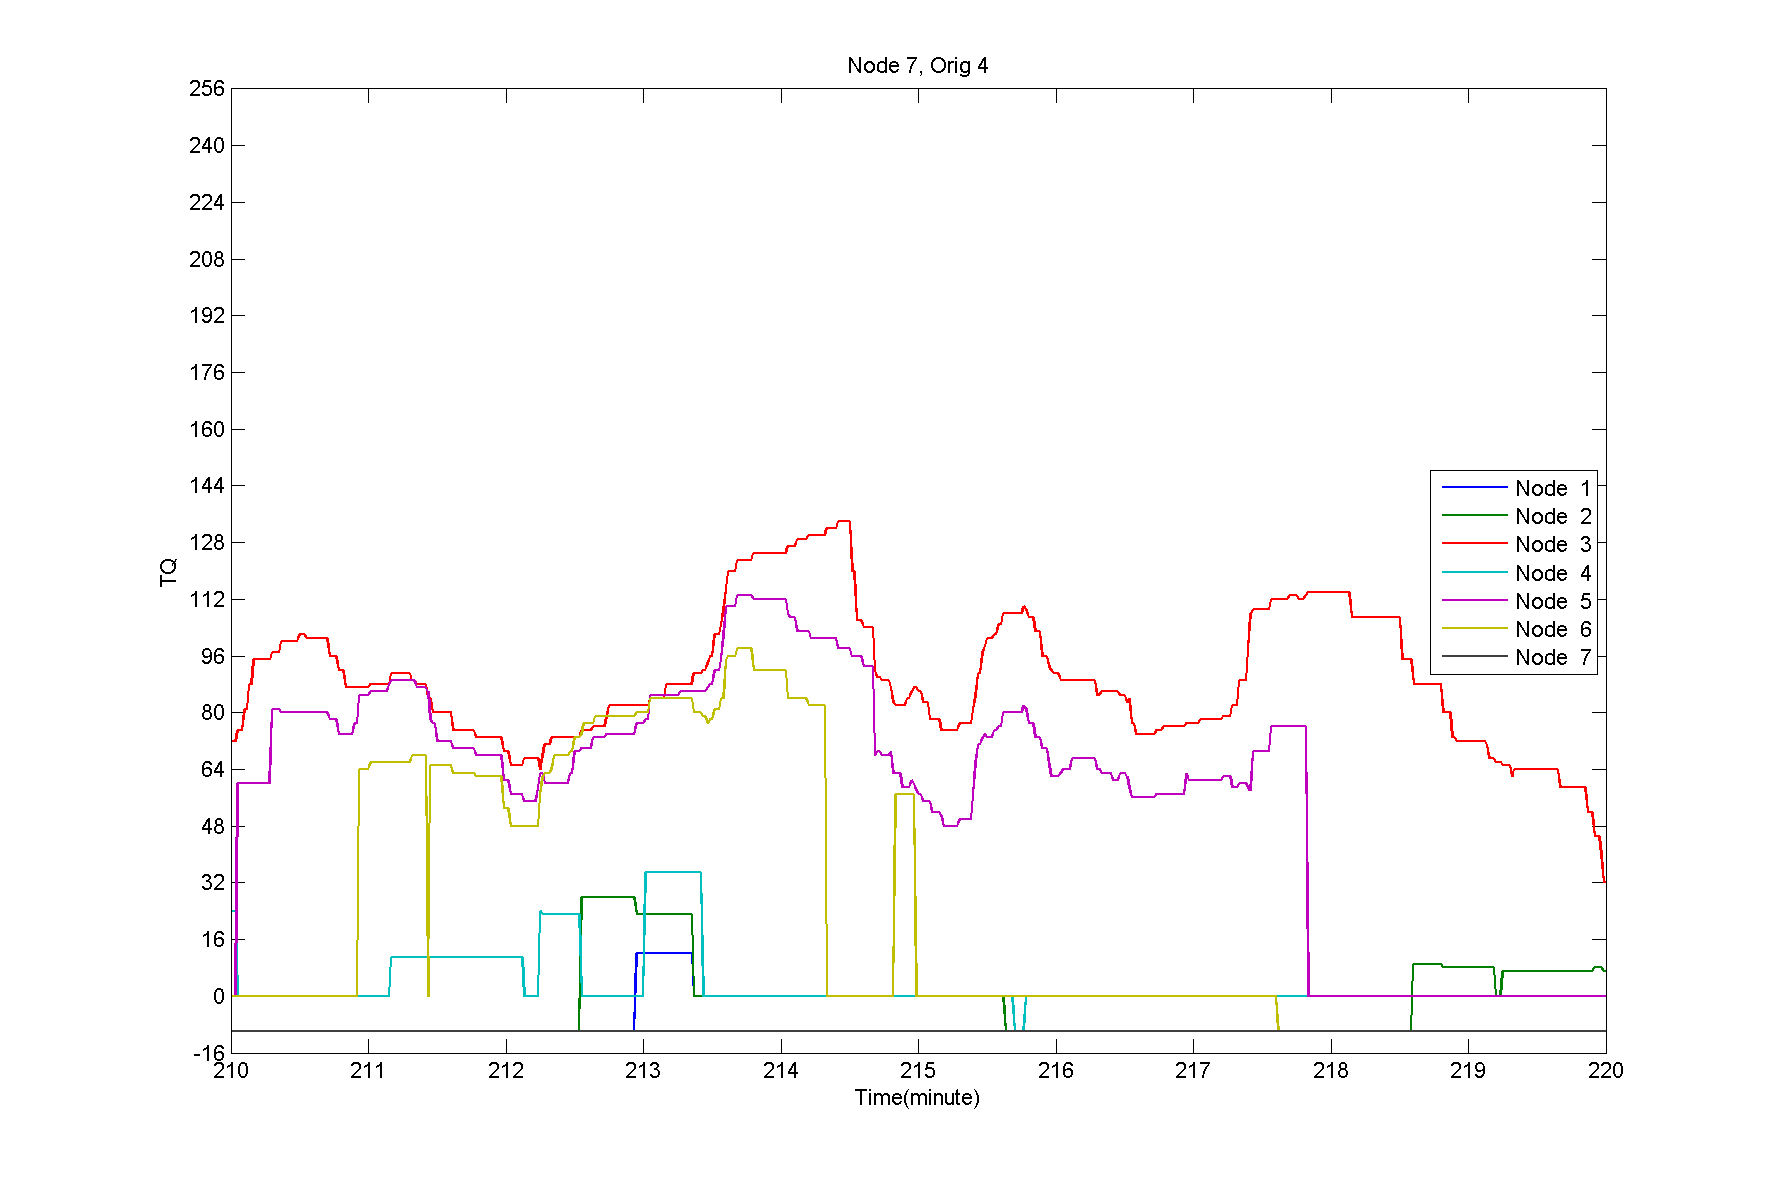 Node 7, Orig 4
256
240
224
208
192
176
160
144
128
112
96
80
64
48
32
16
0
-16
TQ
210 211 212 213 214 215 216 217 218 219 220
Time(minute)
Node 1
Node 2
Node 3
Node 4
Node 5
Node 6
Node 7